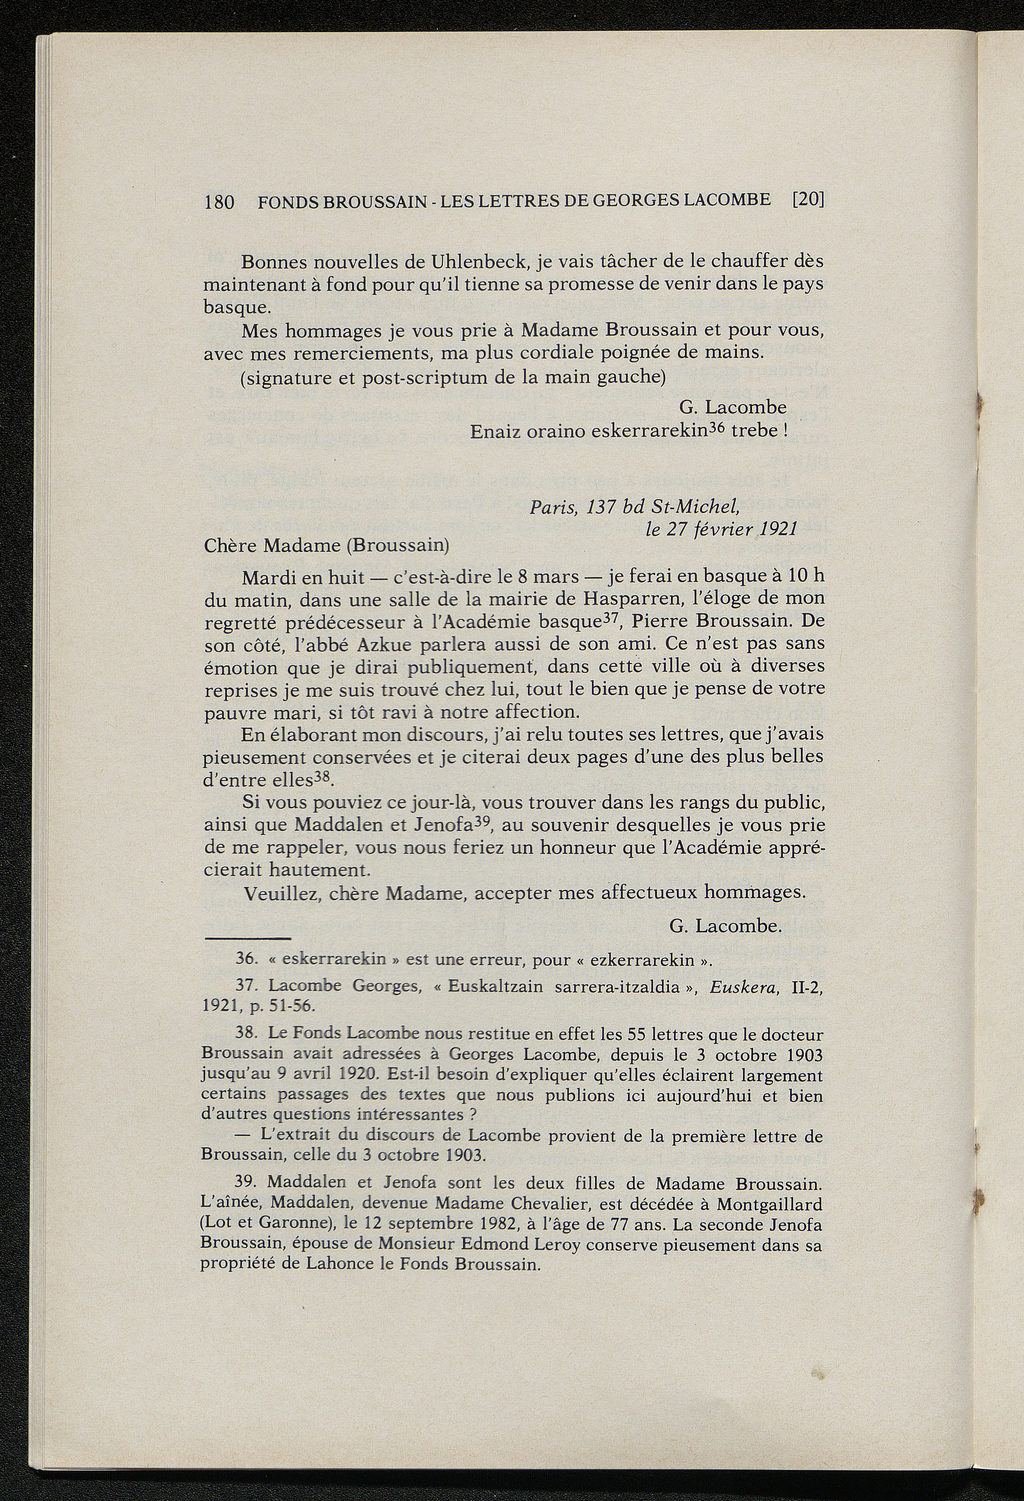 180 FONDS BROUSSAIN - LES LETTRES DE GEORGES LACOMBE [20]
Bonnes nouvelles de Uhlenbeck, je vais tâcher de le chauffer dès
maintenant à fond pour qu'il tienne sa promesse de venir dans le pays
basque.
Mes hommages je vous prie à Madame Broussain et pour vous,
avec mes remerciements, ma plus cordiale poignée de mains.
(signature et post-scriptum de la main gauche)
G. Lacombe
Enaiz oraino eskerrarekin36 trebe !
Paris, 137 bd St-Michel,
le 27 février 1921
Chère Madame (Broussain)
Mardi en huit — c'est-à-dire le 8 mars — je ferai en basque à 10 h
du matin, dans une salle de la mairie de Hasparren, l'éloge de mon
regretté prédécesseur à l'Académie basque37, Pierre Broussain. De
son côté, l'abbé Azkue parlera aussi de son ami. Ce n'est pas sans
émotion que je dirai publiquement, dans cette ville où à diverses
reprises je me suis trouvé chez lui, tout le bien que je pense de votre
pauvre mari, si tôt ravi à notre affection.
En élaborant mon discours, j'ai relu toutes ses lettres, que j'avais
pieusement conservées et je citerai deux pages d'une des plus belles
d'entre elles38.
Si vous pouviez ce jour-là, vous trouver dans les rangs du public,
ainsi que Maddalen et Jenofa39, au souvenir desquelles je vous prie
de me rappeler, vous nous feriez un honneur que l'Académie appré-
cierait hautement.
Veuillez, chère Madame, accepter mes affectueux hommages.
G. Lacombe.
36. « eskerrarekin » est une erreur, pour « ezkerrarekin ».
37. Lacombe Georges, « Euskaltzain sarrera-itzaldia », Euskera, II-2,
1921, p. 51-56.
38. Le Fonds Lacombe nous restitue en effet les 55 lettres que le docteur
Broussain avait adressées à Georges Lacombe, depuis le 3 octobre 1903
jusqu'au 9 avril 1920. Est-il besoin d'expliquer qu'elles éclairent largement
certains passages des textes que nous publions ici aujourd'hui et bien
d'autres questions intéressantes ?
— L'extrait du discours de Lacombe provient de la première lettre de
Broussain, celle du 3 octobre 1903.
39. Maddalen et Jenofa sont les deux filles de Madame Broussain.
L'aînée, Maddalen, devenue Madame Chevalier, est décédée à Montgaillard
(Lot et Garonne), le 12 septembre 1982, à l'âge de 77 ans. La seconde Jenofa
Broussain, épouse de Monsieur Edmond Leroy conserve pieusement dans sa
propriété de Lahonce le Fonds Broussain.